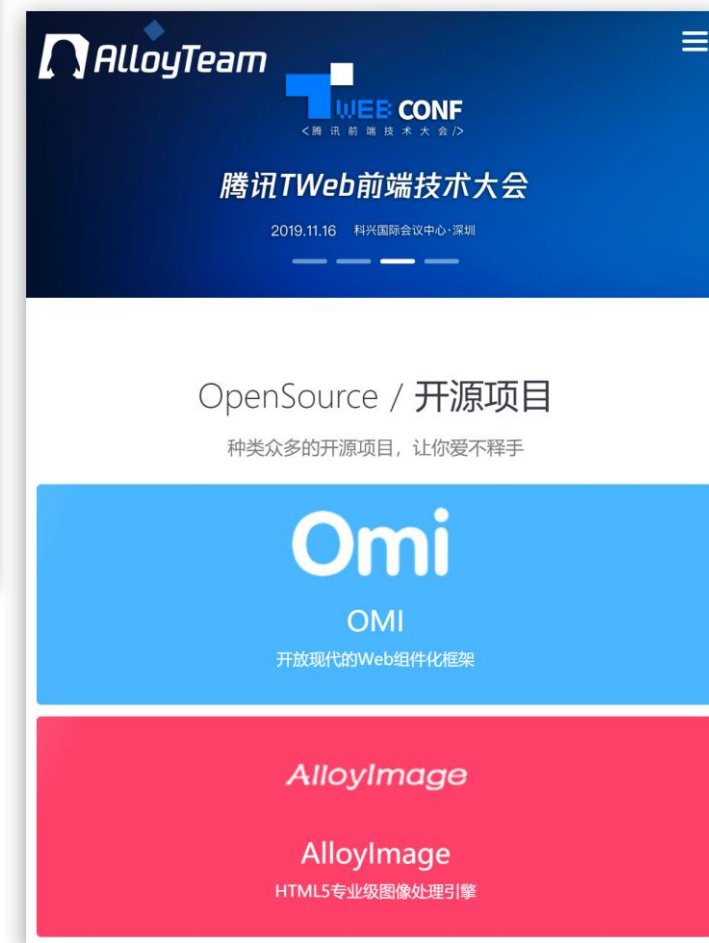 AlloyTeam
WEB CONF
<腾讯前端技术大会/>
腾讯TWeb前端技术大会
2019.11.16 科兴国际会议中心·深圳
OpenSource / 开源项目
种类众多的开源项目，让你爱不释手
Omi
OMI
开放现代的Web组件化框架
AlloyImage
AlloyImage
HTML5专业级图像处理引擎